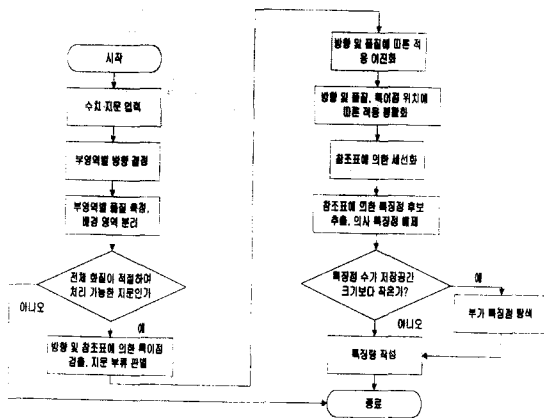 시작
수치 지문 입력
부영역별 방향 결정
부영역별 품질 측정,
배경 영역 분리
전체 화질이 적절하여
처리 가능한 지문인가
아니오
예
방향 및 참조표에 의한 특이점
검출, 지문 부류 판별
방향 및 품질에 따른 적
응 이진화
방향 및 품질, 특이점 위치에
따른 적응 평활화
참조표에 의한 세선화
참조표에 의한 특징점 후보
추출, 의사 특징점 배제
특징점 수가 저장공간
크기보다 작은가?
예
부가 특징점 탐색
아니오
특징량 작성
종료